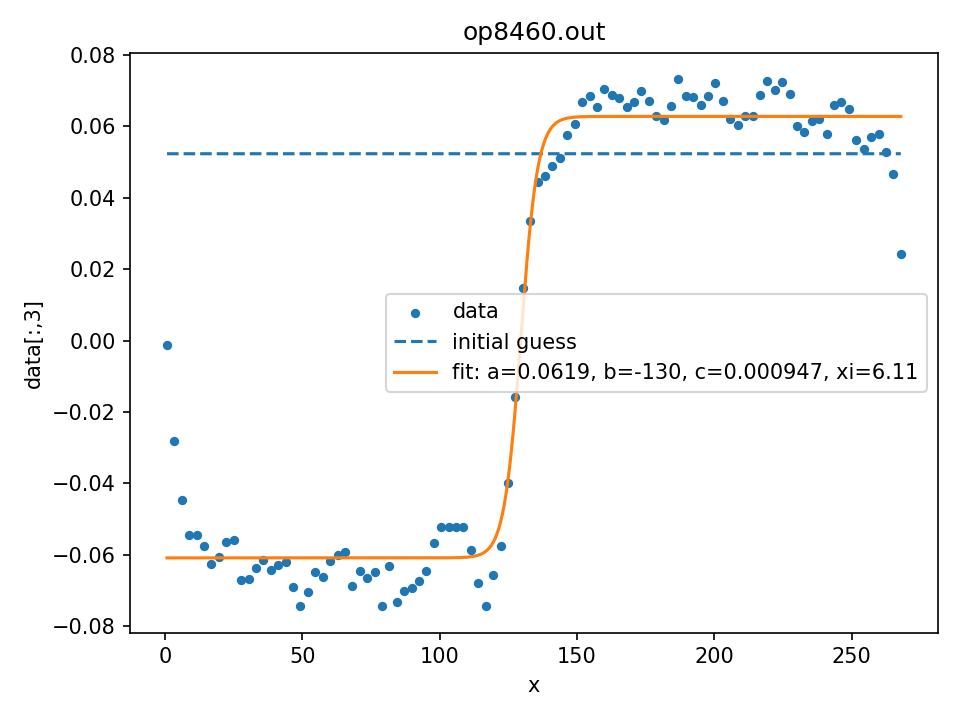 op8460.out
0.08
0.06
0.04
0.02
0.00
−0.02
−0.04
−0.06
−0.08
data[:,3]
data
initial guess
fit: a=0.0619, b=-130, c=0.000947, xi=6.11
0 50 100 150 200 250
x